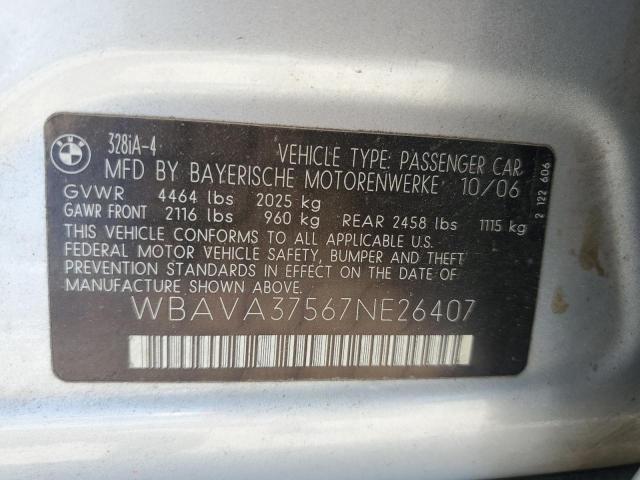 BMW
328iA-4
VEHICLE TYPE: PASSENGER CAR
MFD BY BAYERISCHE MOTORENWERKE 10/06
GVWR 4464 lbs 2025 kg
GAWR FRONT 2116 lbs 960 kg REAR 2458 lbs 1115 kg
THIS VEHICLE CONFORMS TO ALL APPLICABLE U.S.
FEDERAL MOTOR VEHICLE SAFETY, BUMPER AND THEFT
PREVENTION STANDARDS IN EFFECT ON THE DATE OF
MANUFACTURE SHOWN ABOVE.
WBAVA37567NE26407
2 122 606